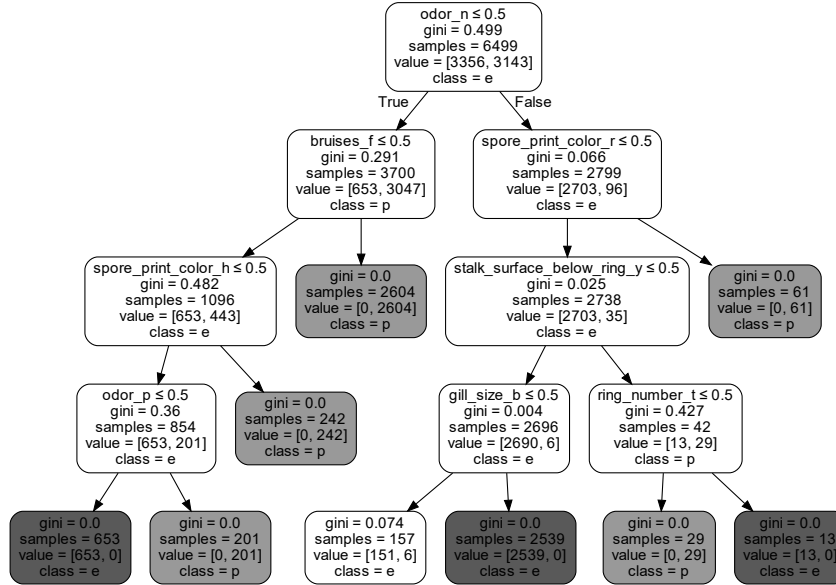 odor_n ≤ 0.5
gini = 0.499
samples = 6499
value = [3356, 3143]
class = e
True
False
bruises_f ≤ 0.5
gini = 0.291
samples = 3700
value = [653, 3047]
class = p
spore_print_color_r ≤ 0.5
gini = 0.066
samples = 2799
value = [2703, 96]
class = e
spore_print_color_h ≤ 0.5
gini = 0.482
samples = 1096
value = [653, 443]
class = e
gini = 0.0
samples = 2604
value = [0, 2604]
class = p
stalk_surface_below_ring_y ≤ 0.5
gini = 0.025
samples = 2738
value = [2703, 35]
class = e
gini = 0.0
samples = 61
value = [0, 61]
class = p
odor_p ≤ 0.5
gini = 0.36
samples = 854
value = [653, 201]
class = e
gini = 0.0
samples = 242
value = [0, 242]
class = p
gill_size_b ≤ 0.5
gini = 0.004
samples = 2696
value = [2690, 6]
class = e
ring_number_t ≤ 0.5
gini = 0.427
samples = 42
value = [13, 29]
class = p
gini = 0.0
samples = 653
value = [653, 0]
class = e
gini = 0.0
samples = 201
value = [0, 201]
class = p
gini = 0.074
samples = 157
value = [151, 6]
class = e
gini = 0.0
samples = 2539
value = [2539, 0]
class = e
gini = 0.0
samples = 29
value = [0, 29]
class = p
gini = 0.0
samples = 13
value = [13, 0]
class = e